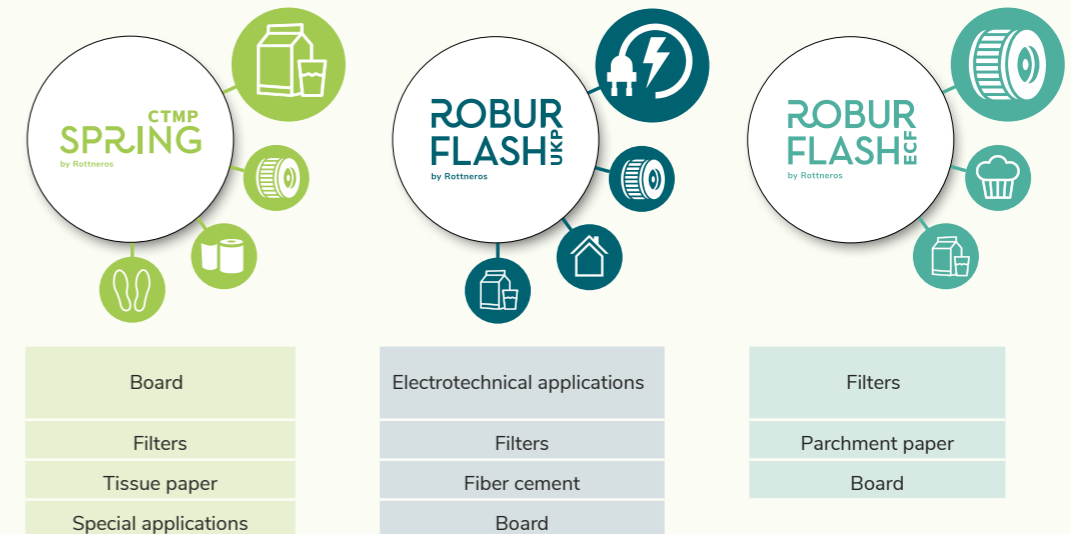 CTMP
SPRING
by Rottneros
ROBUR
FLASH UKP
by Rottneros
ROBUR
FLASH ECF
by Rottneros
Board
Filters
Tissue paper
Special applications
Electrotechnical applications
Filters
Fiber cement
Board
Filters
Parchment paper
Board